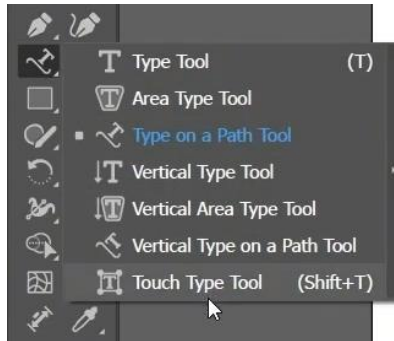 Type Tool (T)
Area Type Tool
Type on a Path Tool
Vertical Type Tool
Vertical Area Type Tool
Vertical Type on a Path Tool
Touch Type Tool (Shift+T)